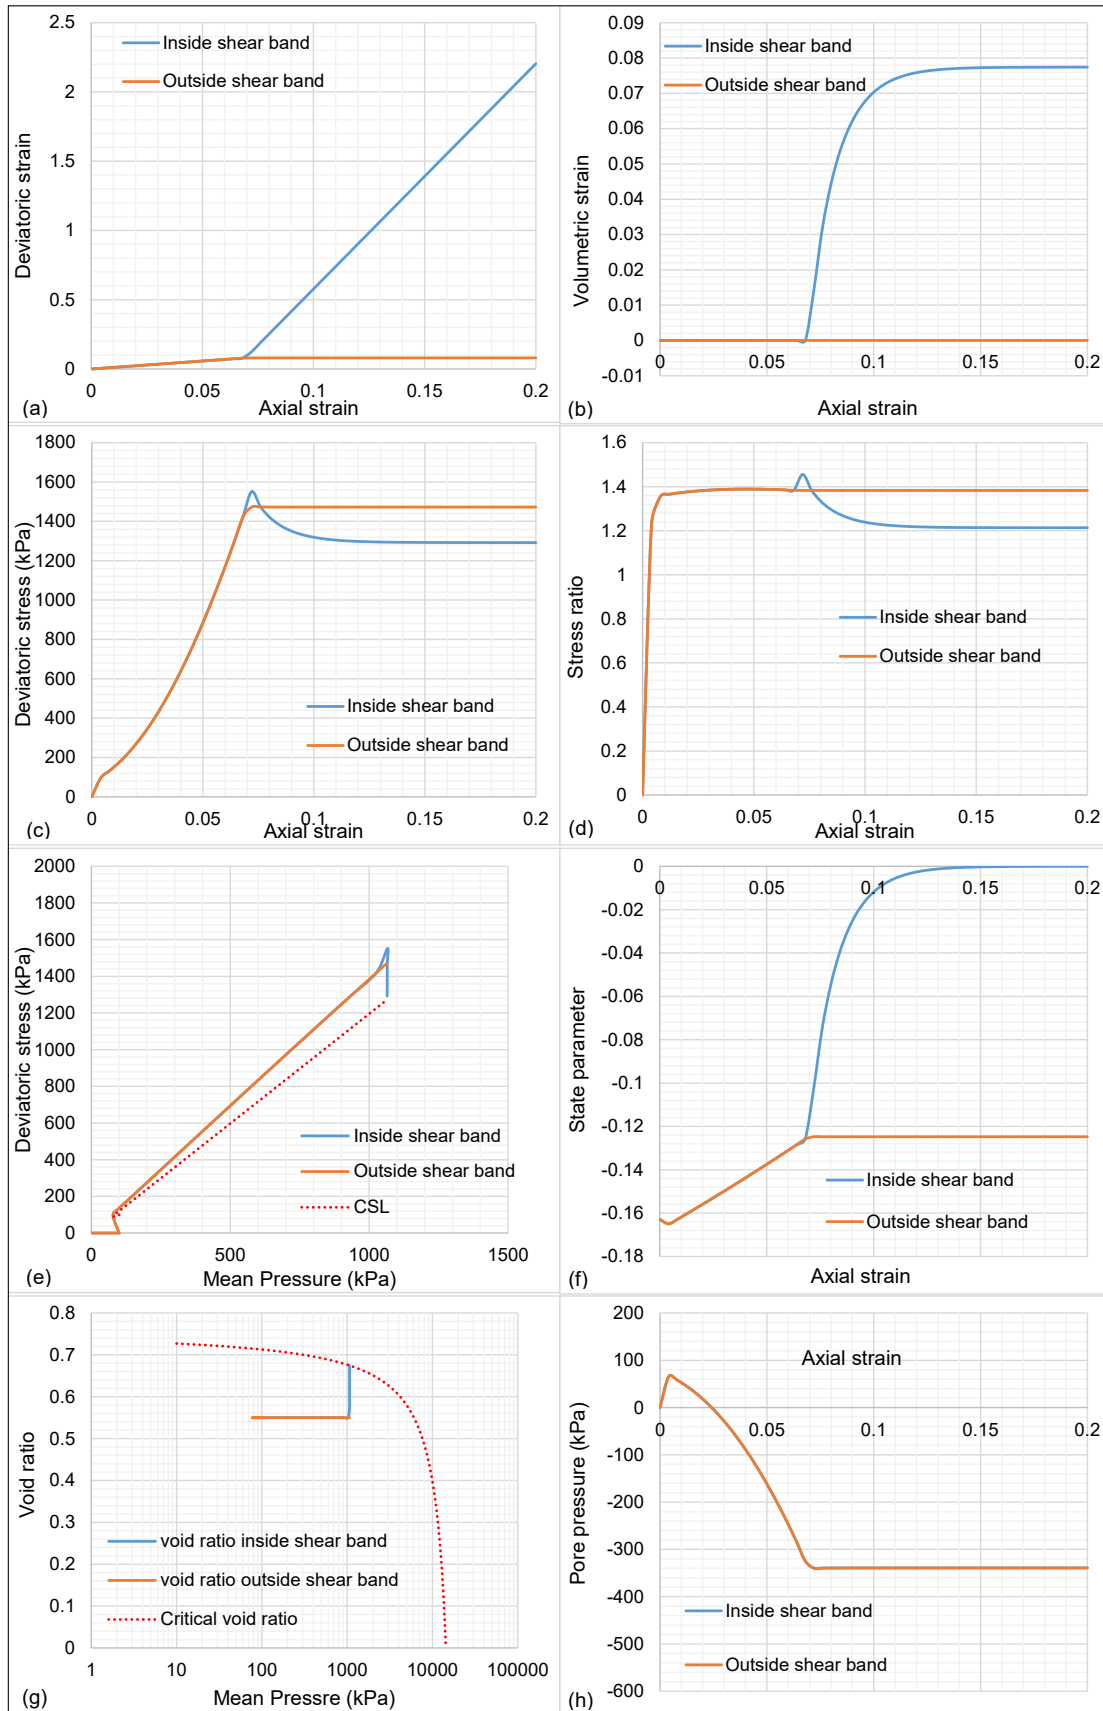 2.5
2
1.5
1
0.5
0
Deviatoric strain
Inside shear band
Outside shear band
0 0.05 0.1 0.15 0.2
(a) Axial strain
0.09
0.08
0.07
0.06
0.05
0.04
0.03
0.02
0.01
0
-0.01
Volumetric strain
Inside shear band
Outside shear band
0 0.05 0.1 0.15 0.2
(b) Axial strain
1800
1600
1400
1200
1000
800
600
400
200
0
Deviatoric stress (kPa)
Inside shear band
Outside shear band
0 0.05 0.1 0.15 0.2
(c) Axial strain
1.6
1.4
1.2
1
0.8
0.6
0.4
0.2
0
Stress ratio
Inside shear band
Outside shear band
0 0.05 0.1 0.15 0.2
(d) Axial strain
2000
1800
1600
1400
1200
1000
800
600
400
200
0
Deviatoric stress (kPa)
Inside shear band
Outside shear band
CSL
0 500 1000 1500
(e) Mean Pressure (kPa)
0
-0.02
-0.04
-0.06
-0.08
-0.1
-0.12
-0.14
-0.16
-0.18
State parameter
0 0.05 0.1 0.15 0.2
Inside shear band
Outside shear band
(f) Axial strain
0.8
0.7
0.6
0.5
0.4
0.3
0.2
0.1
0
Void ratio
void ratio inside shear band
void ratio outside shear band
Critical void ratio
1 10 100 1000 10000 100000
(g) Mean Pressre (kPa)
200
100
0
-100
-200
-300
-400
-500
-600
Pore pressure (kPa)
Axial strain
0 0.05 0.1 0.15 0.2
Inside shear band
Outside shear band
(h)